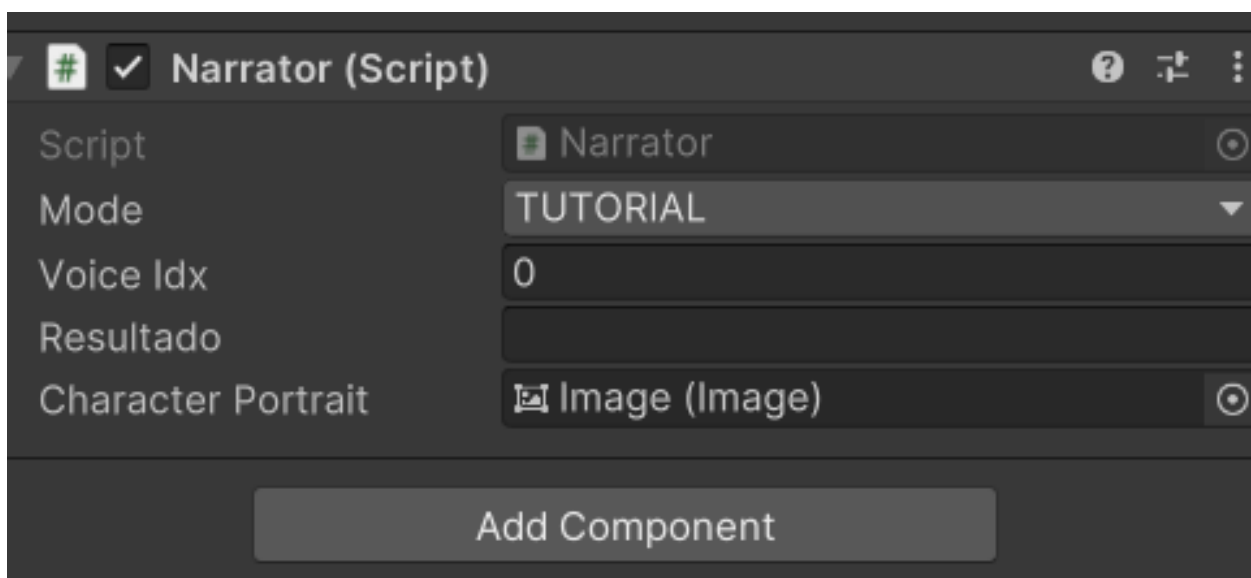 Narrator (Script)
Script Narrator
Mode TUTORIAL
Voice Idx 0
Resultado
Character Portrait Image (Image)
Add Component